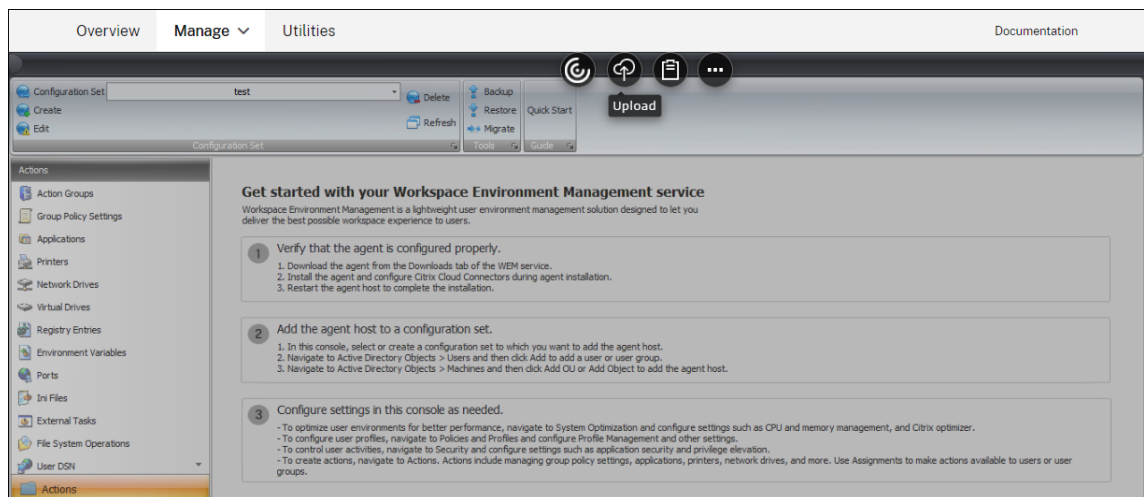 Overview Manage Utilities Documentation
Configuration Set test Delete Backup
Create Restore Quick Start Upload
Edit Refresh Migrate
Configuration Set Tools Guide
Actions
Action Groups
Group Policy Settings
Applications
Printers
Network Drives
Virtual Drives
Registry Entries
Environment Variables
Ports
Ini Files
External Tasks
File System Operations
User DSN
Actions
Get started with your Workspace Environment Management service
Workspace Environment Management is a lightweight user environment management solution designed to let you
deliver the best possible workspace experience to users.
1 Verify that the agent is configured properly.
1. Download the agent from the Downloads tab of the WEM service.
2. Install the agent and configure Citrix Cloud Connectors during agent installation.
3. Restart the agent host to complete the installation.
2 Add the agent host to a configuration set.
1. In this console, select or create a configuration set to which you want to add the agent host.
2. Navigate to Active Directory Objects > Users and then click Add to add a user or user group.
3. Navigate to Active Directory Objects > Machines and then click Add OU or Add Object to add the agent host.
3 Configure settings in this console as needed.
- To optimize user environments for better performance, navigate to System Optimization and configure settings such as CPU and memory management, and Citrix optimizer.
- To configure user profiles, navigate to Policies and Profiles and configure Profile Management and other settings.
- To control user activities, navigate to Security and configure settings such as application security and privilege elevation.
- To create actions, navigate to Actions. Actions include managing group policy settings, applications, printers, network drives, and more. Use Assignments to make actions available to users or user
groups.